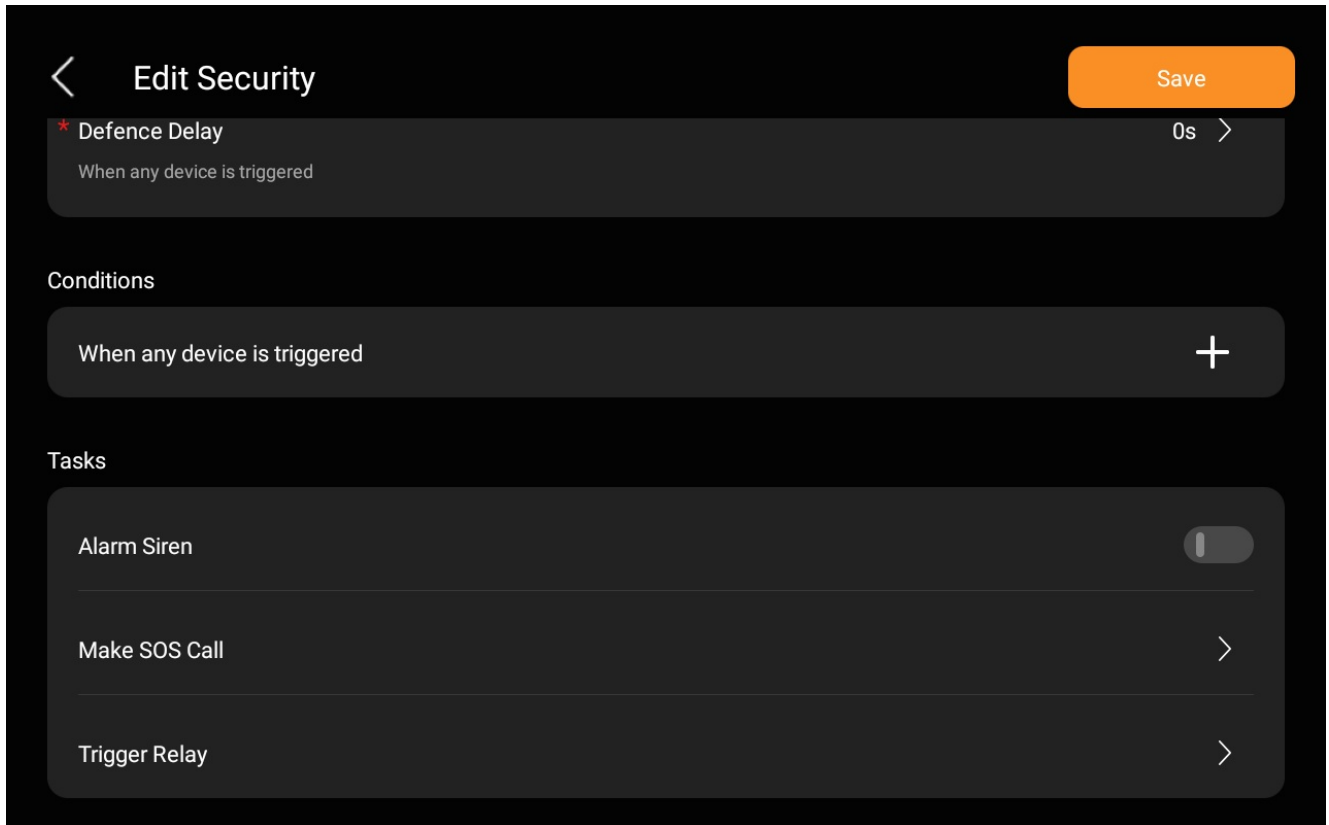 Edit Security
Save
* Defence Delay
0s
When any device is triggered
Conditions
When any device is triggered
Tasks
Alarm Siren
Make SOS Call
Trigger Relay